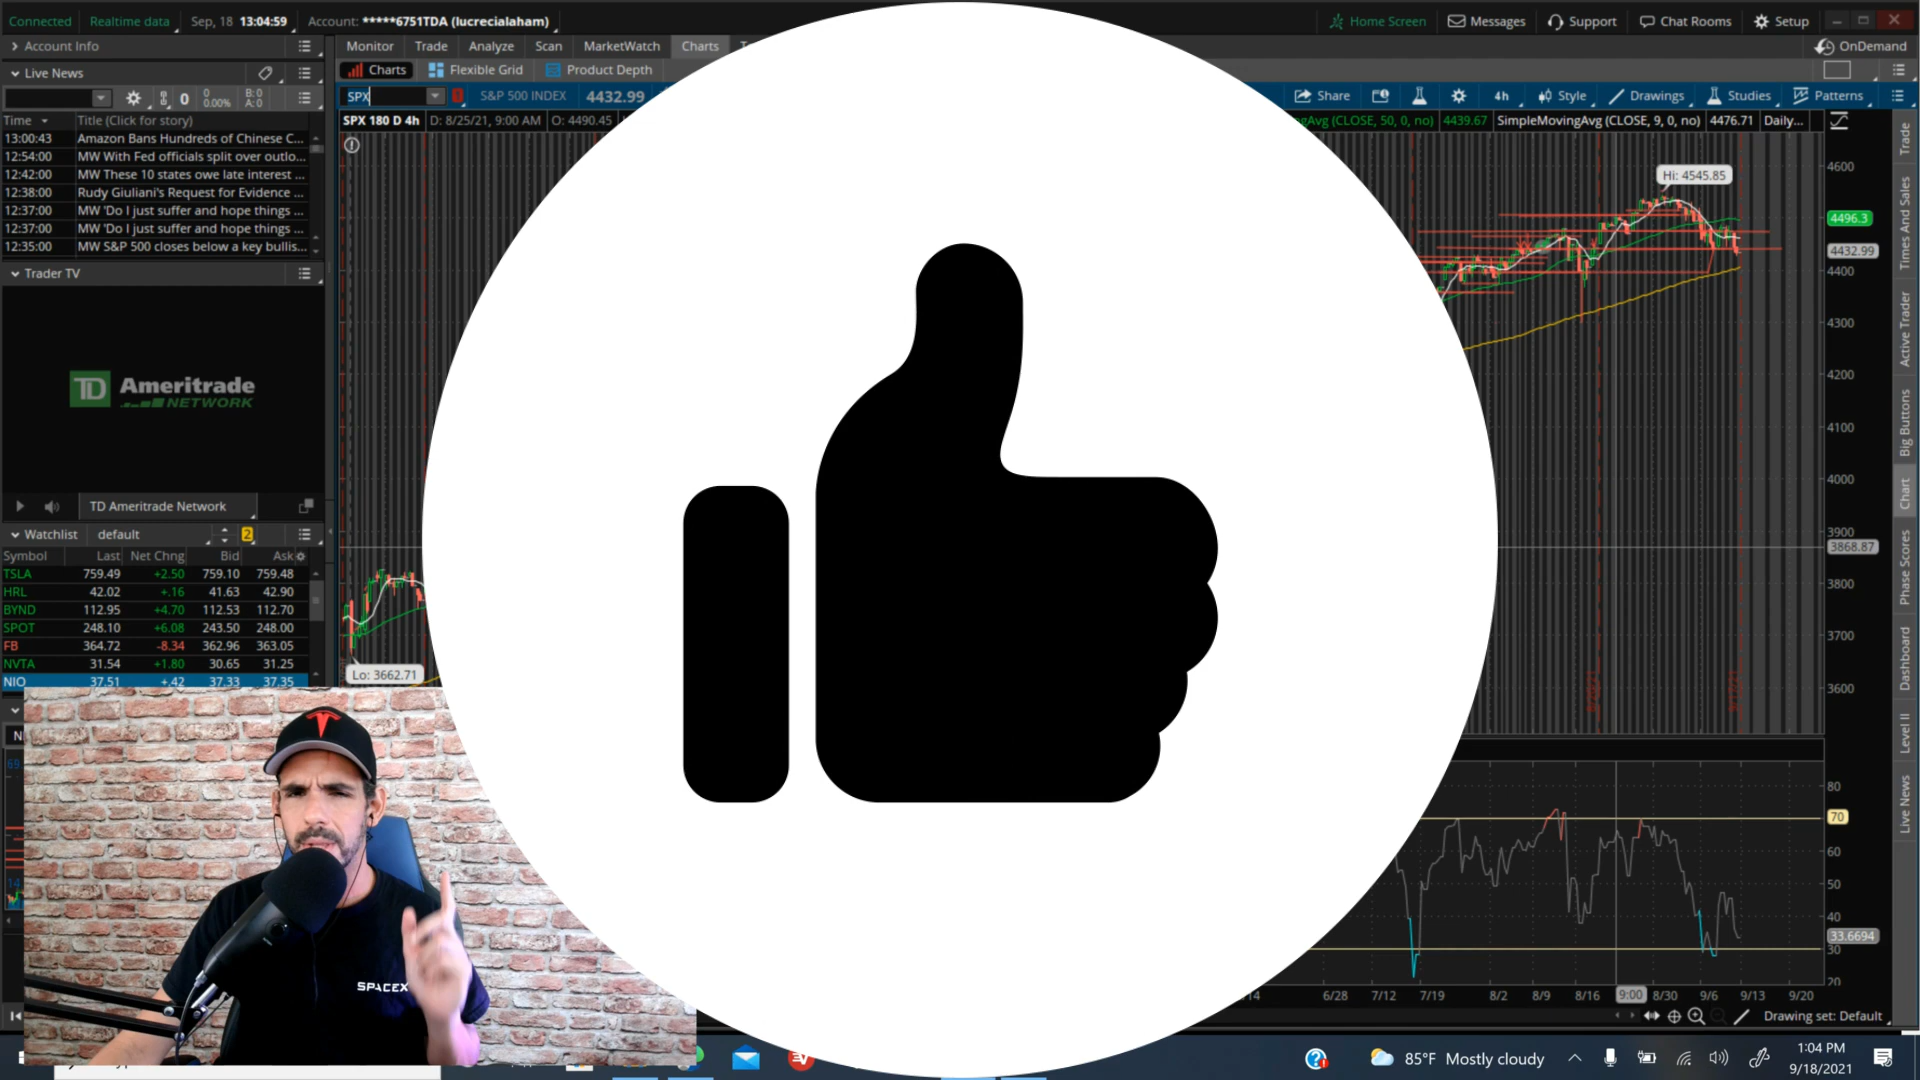 Connected Realtime data Sep, 18 13:04:59 Account: *****6751TDA (lucrecialaham) Home Screen Messages Support Chat Rooms Setup
Account Info
Monitor Trade Analyze Scan MarketWatch Charts OnDemand
Live News
Charts Flexible Grid Product Depth
0 0 0.00% B: 0 A: 0
SPX S&P 500 INDEX 4432.99 Share 4h Style Drawings Studies Patterns
Time Title (Click for story)
SPX 180 D 4h D: 8/25/21, 9:00 AM O: 4490.45
ngAvg (CLOSE, 50, 0, no) 4439.67 SimpleMovingAvg (CLOSE, 9, 0, no) 4476.71 Daily...
13:00:43 Amazon Bans Hundreds of Chinese C...
12:54:00 MW With Fed officials split over outlo...
12:42:00 MW These 10 states owe late interest ...
12:38:00 Rudy Giuliani's Request for Evidence ...
12:37:00 MW 'Do I just suffer and hope things ...
12:37:00 MW 'Do I just suffer and hope things ...
12:35:00 MW S&P 500 closes below a key bullis...
Trader TV
TD Ameritrade
NETWORK
TD Ameritrade Network
Watchlist default 2
Symbol Last Net Chng Bid Ask
TSLA 759.49 +2.50 759.10 759.48
HRL 42.02 +.16 41.63 42.90
BYND 112.95 +4.70 112.53 112.70
SPOT 248.10 +6.08 243.50 248.00
FB 364.72 -8.34 362.96 363.05
NVTA 31.54 +1.80 30.65 31.25
NIO 37.51 +.42 37.33 37.35
Lo: 3662.71
Hi: 4545.85
4600
4496.3
4432.99
4400
4300
4200
4100
4000
3900
3868.87
3800
3700
3600
80
70
60
50
40
33.6694
30
20
6/28 7/12 7/19 8/2 8/9 8/16 9:00 8/30 9/6 9/13 9/20
Drawing set: Default
Trade
Times And Sales
Active Trader
Big Buttons
Chart
Phase Scores
Dashboard
Level II
Live News
SPACEX
85°F Mostly cloudy
1:04 PM
9/18/2021